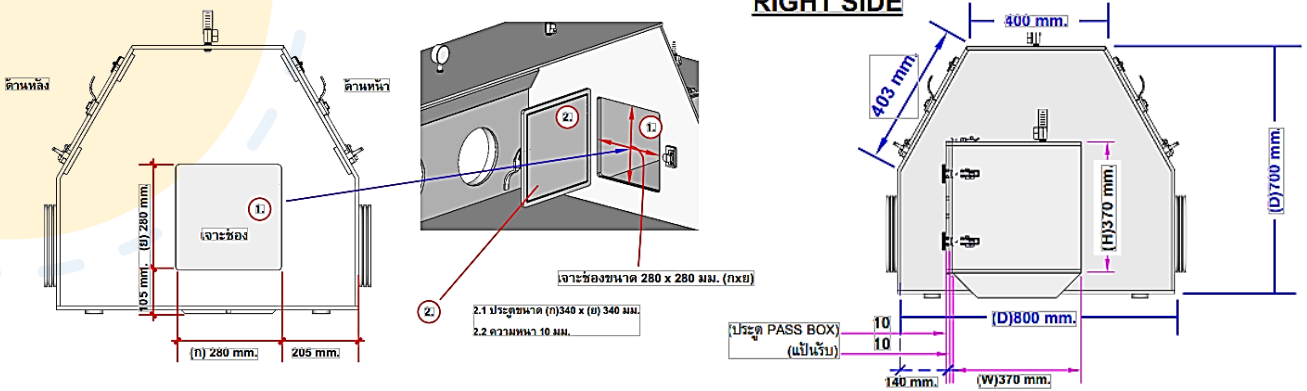 ด้านหลัง
ด้านหน้า
1.
เจาะช่อง
(ย) 280 mm.
105 mm.
(ก) 280 mm.
205 mm.
2.
1.
เจาะช่องขนาด 280 x 280 มม. (กxย)
2.
2.1 ประตูขนาด (ก)340 x (ย) 340 มม.
2.2 ความหนา 10 มม.
RIGHT SIDE
400 mm.
403 mm.
(D)700 mm.
(H)370 mm.
(D)800 mm.
(ประตู PASS BOX)
10
(แป้นรับ)
10
140 mm.
(W)370 mm.